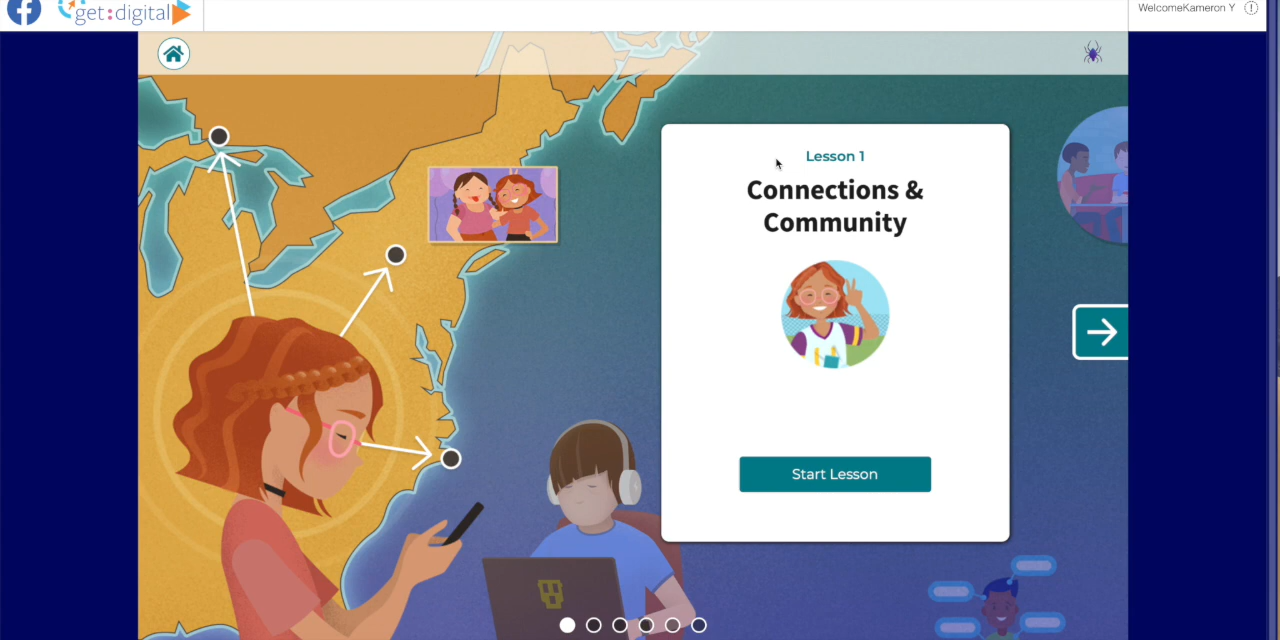 get:digital
WelcomeKameron Y
Lesson 1
Connections &
Community
Start Lesson